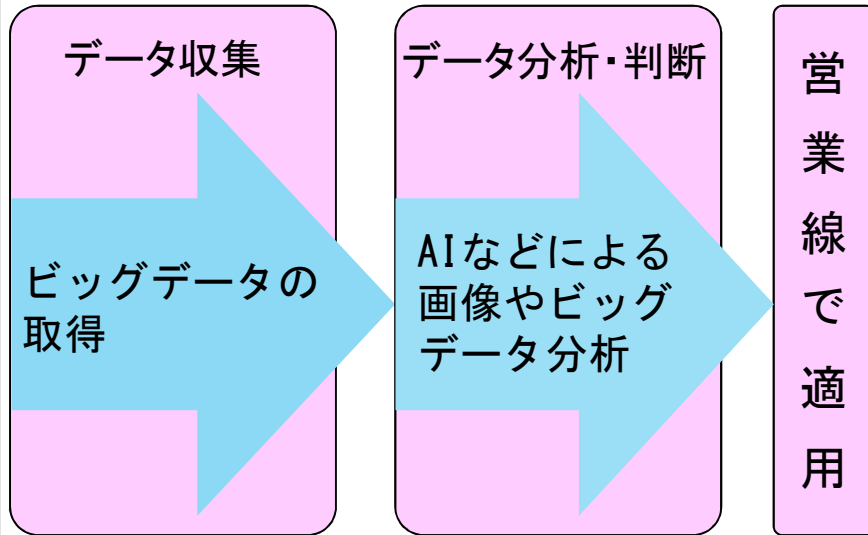 データ収集
ビッグデータの
取得
データ分析・判断
AIなどによる
画像やビッグ
データ分析
営業線で適用